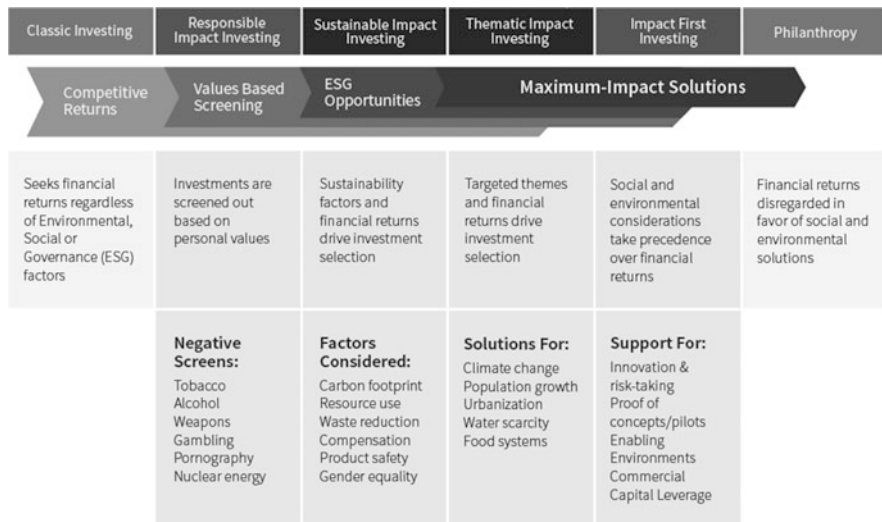 Classic Investing
Responsible
Impact Investing
Sustainable Impact
Investing
Thematic Impact
Investing
Impact First
Investing
Philanthropy
Competitive
Returns
Values Based
Screening
ESG
Opportunities
Maximum-Impact Solutions
Seeks financial
returns regardless
of Environmental,
Social or
Governance (ESG)
factors
Investments are
screened out
based on
personal values
Sustainability
factors and
financial returns
drive investment
selection
Targeted themes
and financial
returns drive
investment
selection
Social and
environmental
considerations
take precedence
over financial
returns
Financial returns
disregarded in
favor of social and
environmental
solutions
Negative
Screens:
Tobacco
Alcohol
Weapons
Gambling
Pornography
Nuclear energy
Factors
Considered:
Carbon footprint
Resource use
Waste reduction
Compensation
Product safety
Gender equality
Solutions For:
Climate change
Population growth
Urbanization
Water scarcity
Food systems
Support For:
Innovation &
risk-taking
Proof of
concepts/pilots
Enabling
Environments
Commercial
Capital Leverage